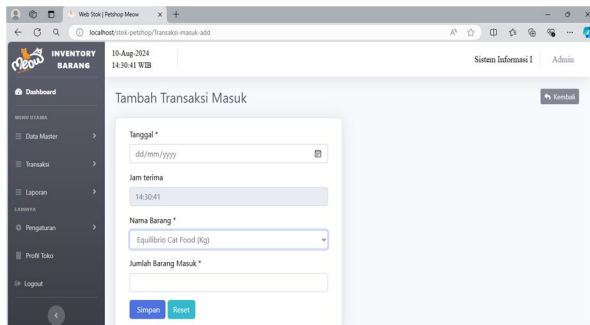 Web Stok | Petshop Meow
localhost/stok-petshop/Transaksi-masuk-add
Meow
INVENTORY BARANG
10-Aug-2024
14:30:41 WIB
Sistem Informasi I
Admin
Dashboard
MENU UTAMA
Data Master
Transaksi
Laporan
LAINNYA
Pengaturan
Profil Toko
Logout
Tambah Transaksi Masuk
Kembali
Tanggal *
dd/mm/yyyy
Jam terima
14:30:41
Nama Barang *
Equilibrio Cat Food (Kg)
Jumlah Barang Masuk *
Simpan
Reset